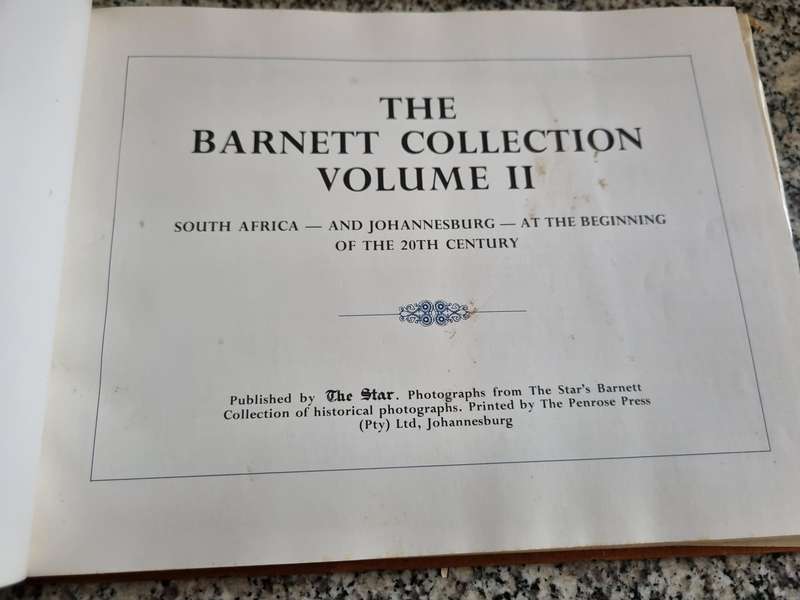 THE
BARNETT COLLECTION
VOLUME II
SOUTH AFRICA — AND JOHANNESBURG — AT THE BEGINNING
OF THE 20TH CENTURY
Published by The Star. Photographs from The Star's Barnett
Collection of historical photographs. Printed by The Penrose Press
(Pty) Ltd, Johannesburg